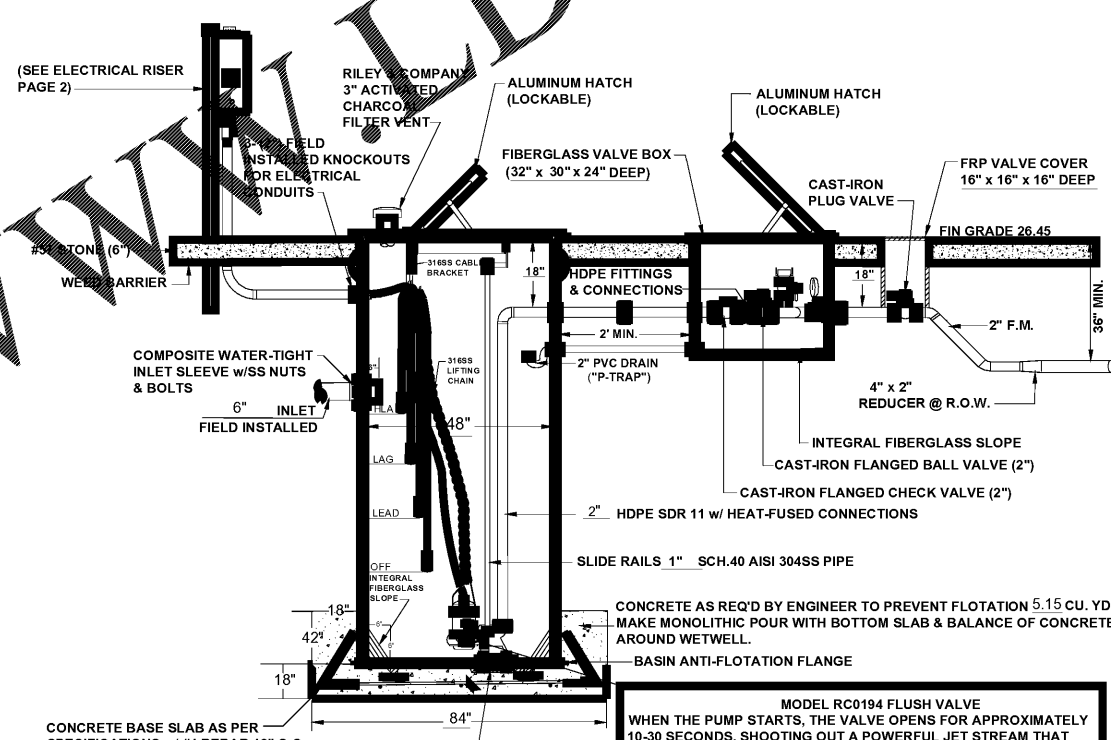 WWW.LD
(SEE ELECTRICAL RISER
PAGE 2)
RILEY & COMPANY
3" ACTIVATED
CHARCOAL
FILTER VENT
ALUMINUM HATCH
(LOCKABLE)
ALUMINUM HATCH
(LOCKABLE)
FIELD
INSTALLED KNOCKOUTS
FOR ELECTRICAL
CONDUITS
FIBERGLASS VALVE BOX
(32" x 30" x 24" DEEP)
CAST-IRON
PLUG VALVE
FRP VALVE COVER
16" x 16" x 16" DEEP
FIN GRADE 26.45
#57 STONE (6")
WEED BARRIER
316SS CABLE
BRACKET
18"
HDPE FITTINGS
& CONNECTIONS
18"
36" MIN.
2' MIN.
2" F.M.
2" PVC DRAIN
("P-TRAP")
316SS
LIFTING
CHAIN
COMPOSITE WATER-TIGHT
INLET SLEEVE w/SS NUTS
& BOLTS
8"
6" INLET
FIELD INSTALLED
HLA
48"
4" x 2"
REDUCER @ R.O.W.
INTEGRAL FIBERGLASS SLOPE
LAG
CAST-IRON FLANGED BALL VALVE (2")
CAST-IRON FLANGED CHECK VALVE (2")
LEAD
2" HDPE SDR 11 w/ HEAT-FUSED CONNECTIONS
OFF
INTEGRAL
FIBERGLASS
SLOPE
SLIDE RAILS 1" SCH.40 AISI 304SS PIPE
18"
6"
6"
42"
CONCRETE AS REQ'D BY ENGINEER TO PREVENT FLOTATION 5.15 CU. YD
MAKE MONOLITHIC POUR WITH BOTTOM SLAB & BALANCE OF CONCRETE
AROUND WETWELL.
BASIN ANTI-FLOTATION FLANGE
18"
84"
CONCRETE BASE SLAB AS PER
MODEL RC0194 FLUSH VALVE
WHEN THE PUMP STARTS, THE VALVE OPENS FOR APPROXIMATELY
10-30 SECONDS, SHOOTING OUT A POWERFUL JET STREAM THAT